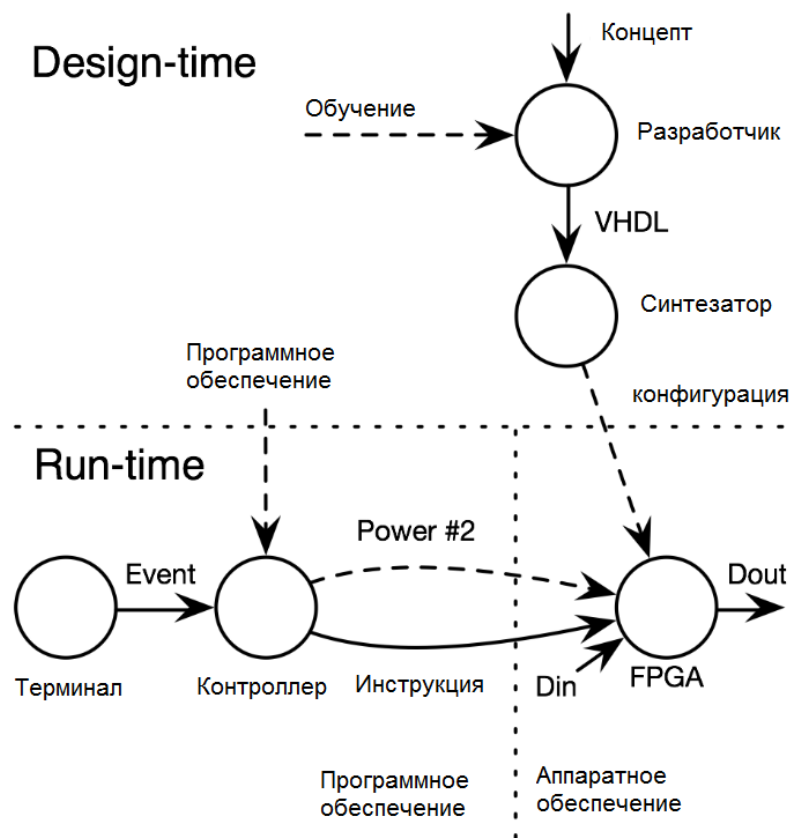 Концепт
Design-time
Обучение
Разработчик
VHDL
Синтезатор
Программное
обеспечение
конфигурация
Run-time
Power #2
Event
Dout
Терминал
Контроллер
Инструкция
Din
FPGA
Программное
обеспечение
Аппаратное
обеспечение